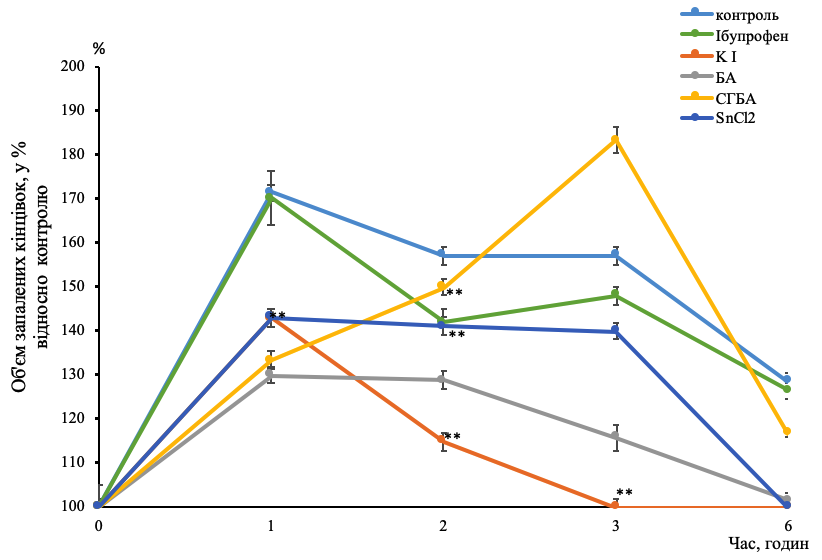 контроль
Ібупрофен
K I
БА
СГБА
SnCl2
%
200
190
180
170
160
150
140
130
120
110
100
Об'єм запалених кінцівок, у %
відносно контролю
**
**
**
**
**
0
1
2
3
6
Час, годин